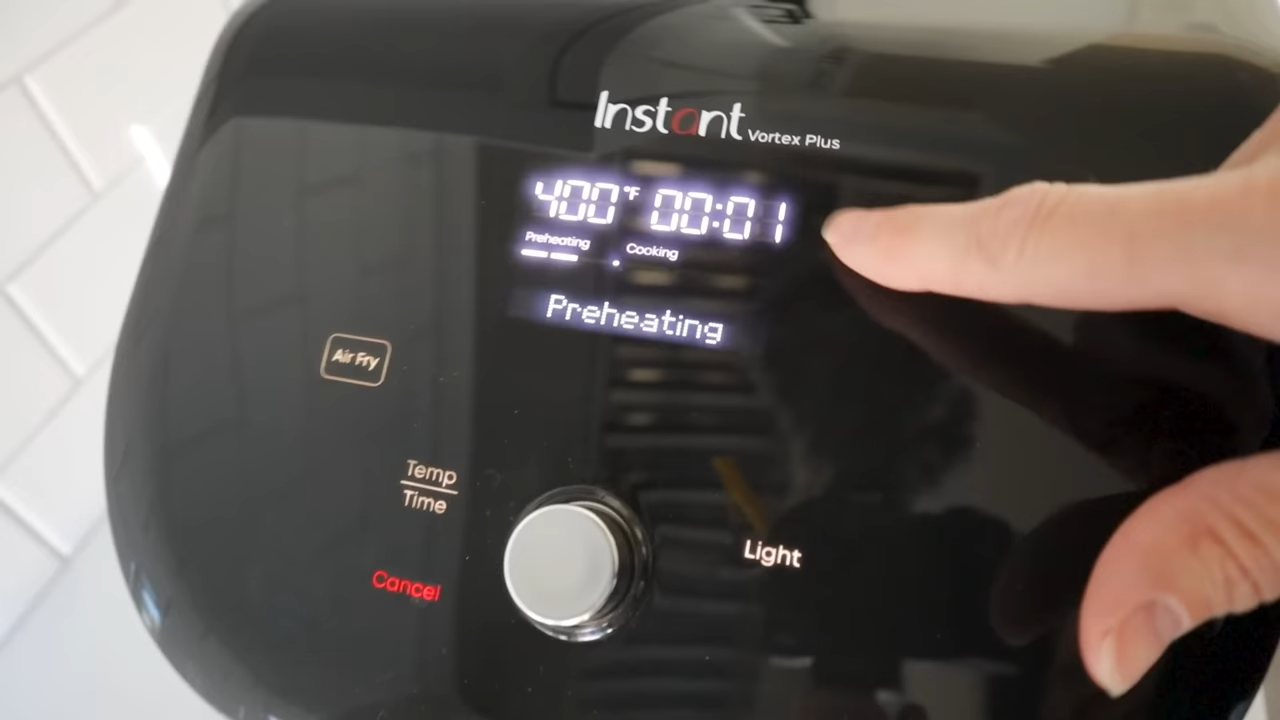 Instant Vortex Plus
400°F 00:01
Preheating Cooking
Preheating
Air Fry
Temp
Time
Light
Cancel